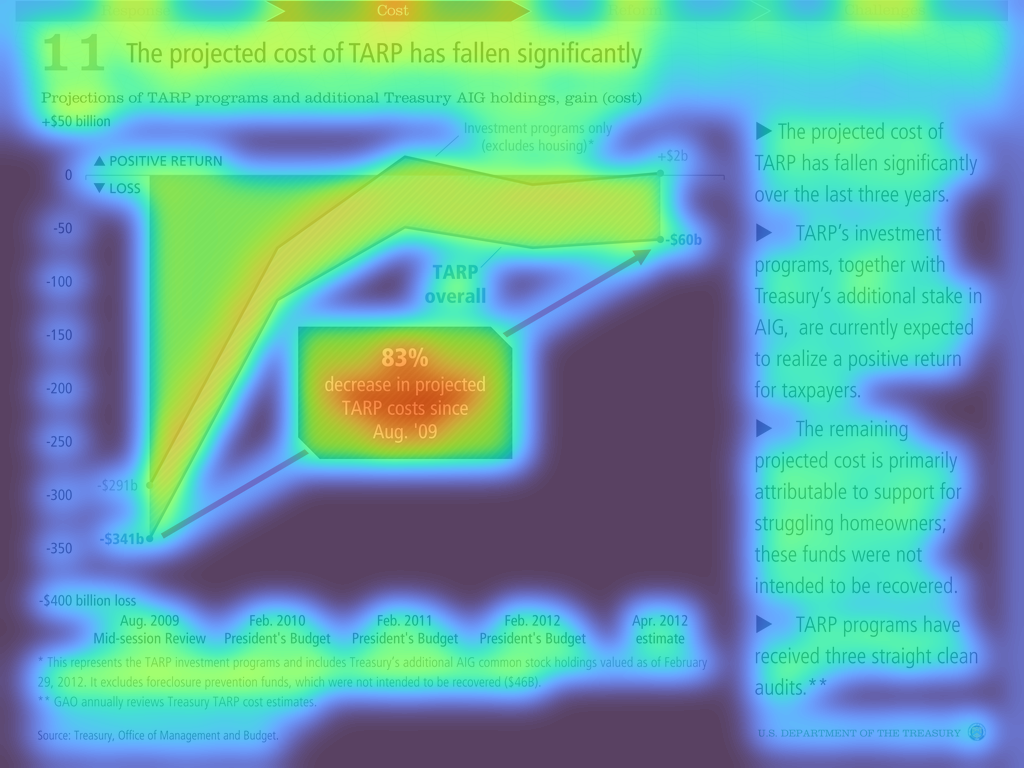 Cost
11 The projected cost of TARP has fallen significantly
Projections of TARP programs and additional Treasury AIG holdings, gain (cost)
+$50 billion
Investment programs only
(excludes housing)*
▲ POSITIVE RETURN
+$2b
0
▼ LOSS
-50
-$60b
-100
TARP
overall
-150
83%
decrease in projected
TARP costs since
Aug. '09
-200
-250
-$291b
-300
-$341b
-350
-$400 billion loss
Aug. 2009
Mid-session Review
Feb. 2010
President's Budget
Feb. 2011
President's Budget
Feb. 2012
President's Budget
Apr. 2012
estimate
* This represents the TARP investment programs and includes Treasury's additional AIG common stock holdings valued as of February
29, 2012. It excludes foreclosure prevention funds, which were not intended to be recovered ($46B).
** GAO annually reviews Treasury TARP cost estimates.
Source: Treasury, Office of Management and Budget.
▶ The projected cost of
TARP has fallen significantly
over the last three years.
▶ TARP's investment
programs, together with
Treasury's additional stake in
AIG, are currently expected
to realize a positive return
for taxpayers.
▶ The remaining
projected cost is primarily
attributable to support for
struggling homeowners;
these funds were not
intended to be recovered.
▶ TARP programs have
received three straight clean
audits.**
U.S. DEPARTMENT OF THE TREASURY